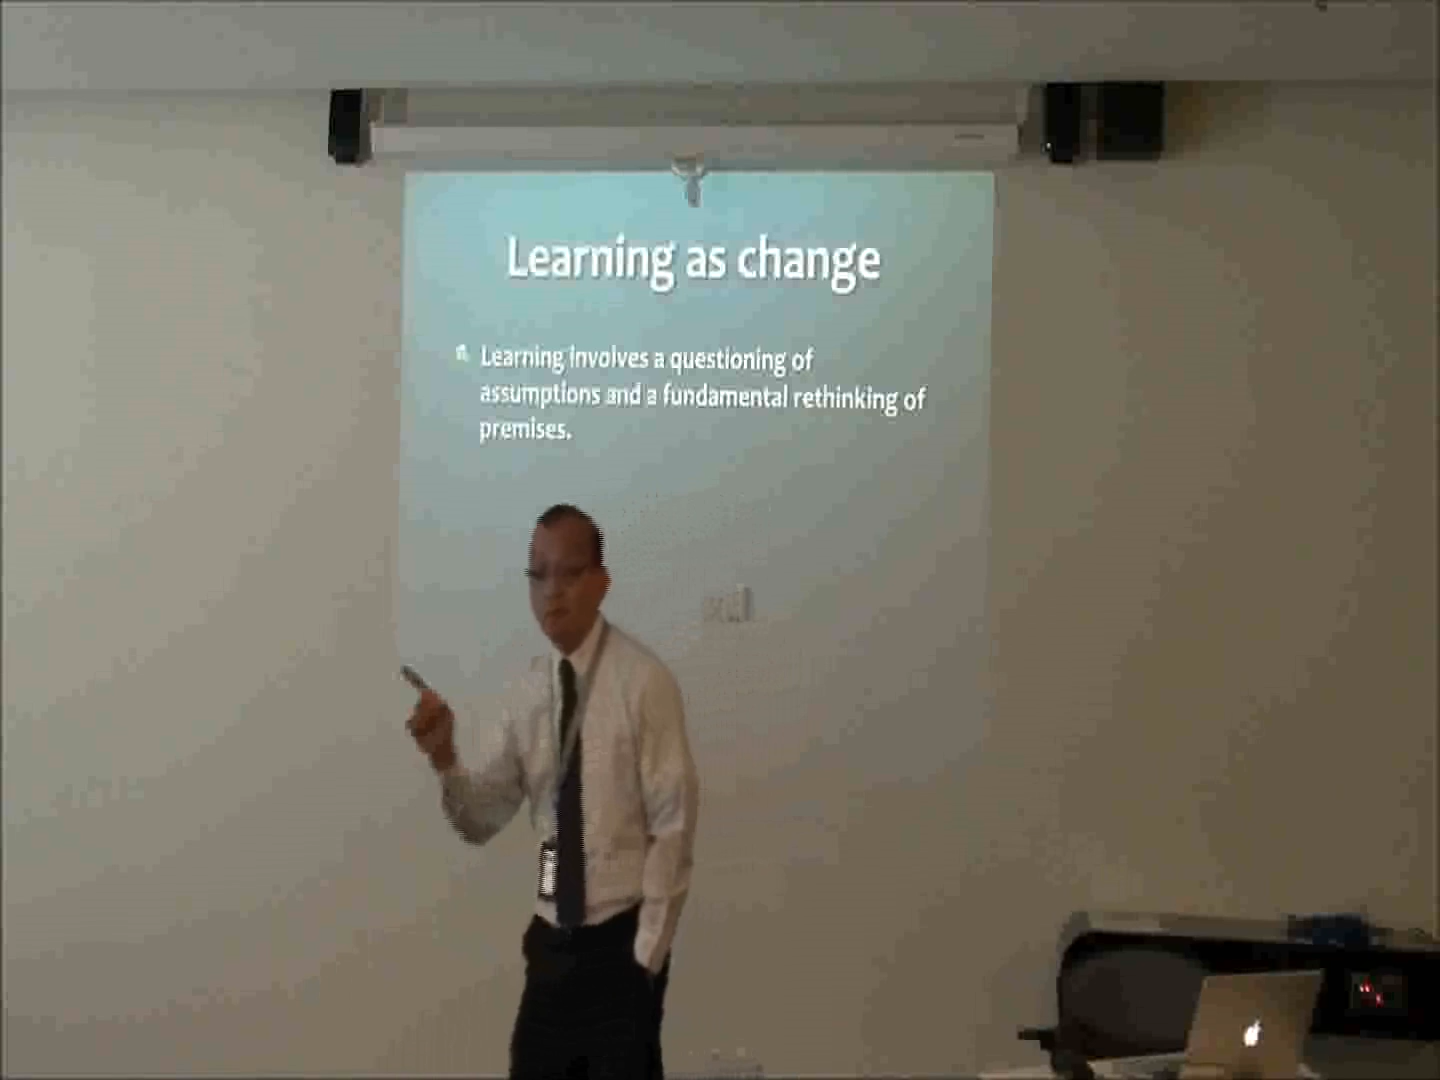 Learning as change
Learning involves a questioning of
assumptions and a fundamental rethinking of
premises.